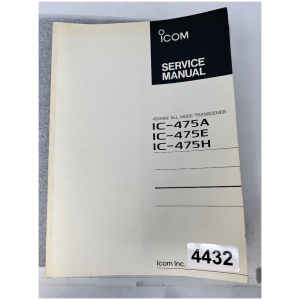 ICOM
SERVICE
MANUAL
430MHz ALL MODE TRANSCEIVER
IC-475A
IC-475E
IC-475H
Icom Inc.
4432